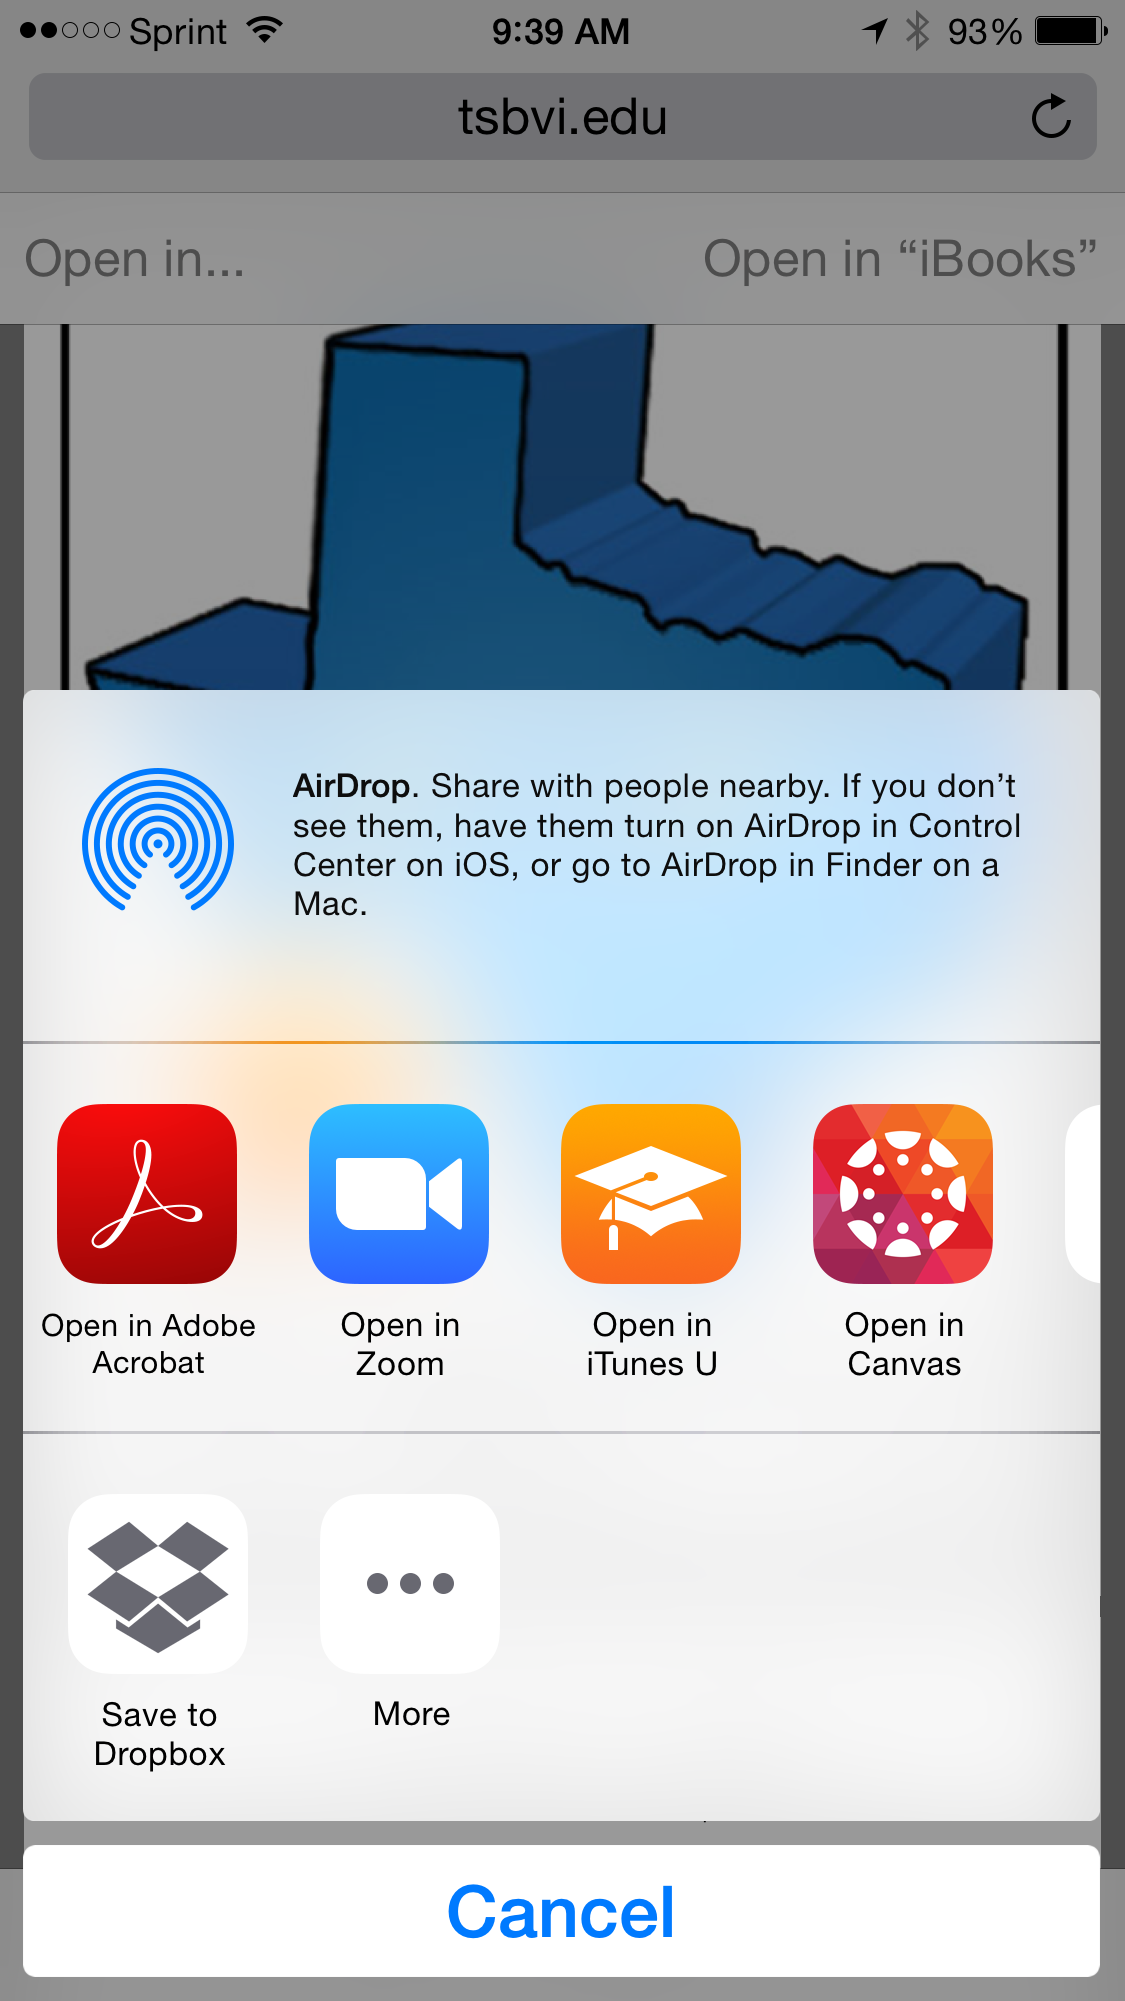 Sprint 9:39 AM 93%
tsbvi.edu
Open in... Open in “iBooks”
AirDrop. Share with people nearby. If you don’t
see them, have them turn on AirDrop in Control
Center on iOS, or go to AirDrop in Finder on a
Mac.
Open in Adobe
Acrobat
Open in
Zoom
Open in
iTunes U
Open in
Canvas
Save to
Dropbox
More
Cancel